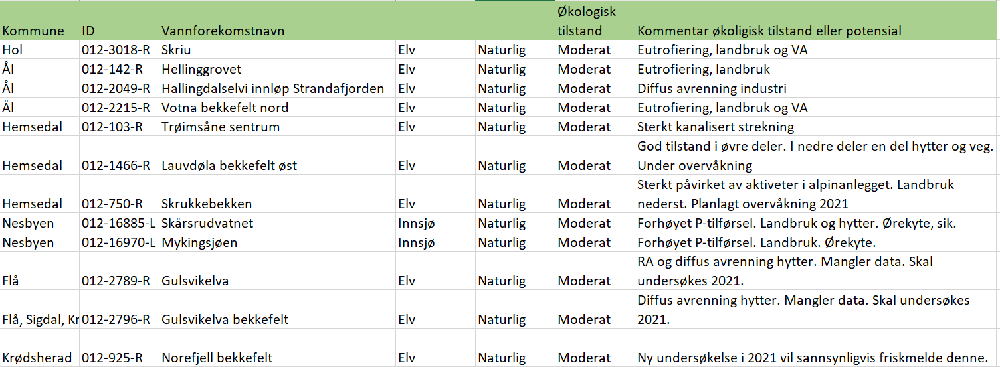 Kommune ID Vannforekomstnavn Økologisk tilstand Kommentar økoligisk tilstand eller potensial
Hol 012-3018-R Skriu Elv Naturlig Moderat Eutrofiering, landbruk og VA
Ål 012-142-R Hellinggrovet Elv Naturlig Moderat Eutrofiering, landbruk
Ål 012-2049-R Hallingdalselvi innløp Strandafjorden Elv Naturlig Moderat Diffus avrenning industri
Ål 012-2215-R Votna bekkefelt nord Elv Naturlig Moderat Eutrofiering, landbruk og VA
Hemsedal 012-103-R Trøimsåne sentrum Elv Naturlig Moderat Sterkt kanalisert strekning
God tilstand i øvre deler. I nedre deler en del hytter og veg.
Hemsedal 012-1466-R Lauvdøla bekkefelt øst Elv Naturlig Moderat Under overvåkning
Sterkt påvirket av aktiveter i alpinanlegget. Landbruk
Hemsedal 012-750-R Skrukkebekken Elv Naturlig Moderat nederst. Planlagt overvåkning 2021
Nesbyen 012-16885-L Skårsrudvatnet Innsjø Naturlig Moderat Forhøyet P-tilførsel. Landbruk og hytter. Ørekyte, sik.
Nesbyen 012-16970-L Mykingsjøen Innsjø Naturlig Moderat Forhøyet P-tilførsel. Landbruk. Ørekyte.
RA og diffus avrenning hytter. Mangler data. Skal
Flå 012-2789-R Gulsvikelva Elv Naturlig Moderat undersøkes 2021.
Diffus avrenning hytter. Mangler data. Skal undersøkes
Flå, Sigdal, Kr 012-2796-R Gulsvikelva bekkefelt Elv Naturlig Moderat 2021.
Krødsherad 012-925-R Norefjell bekkefelt Elv Naturlig Moderat Ny undersøkelse i 2021 vil sannsynligvis friskmelde denne.